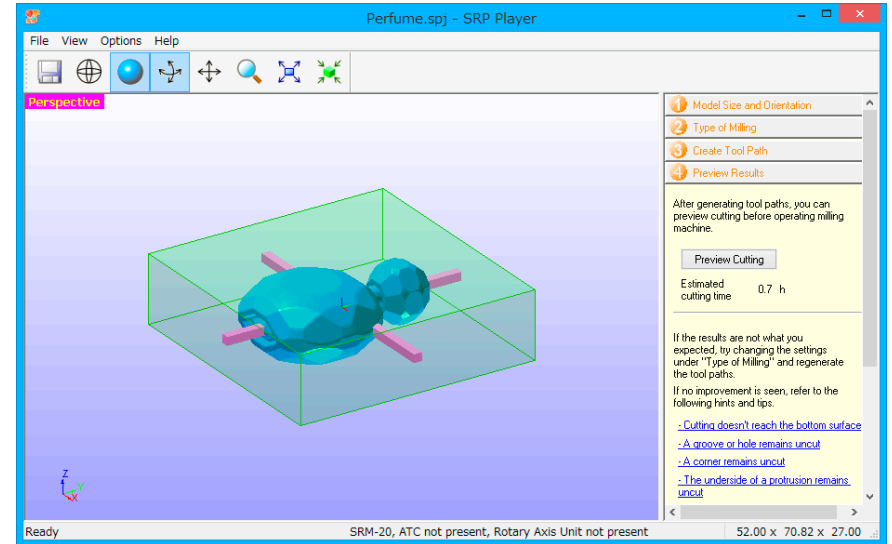 Perfume.spj - SRP Player
File View Options Help
Perspective
1 Model Size and Orientation
2 Type of Milling
3 Create Tool Path
4 Preview Results
After generating tool paths, you can
preview cutting before operating milling
machine.
Preview Cutting
Estimated
cutting time 0.7 h
If the results are not what you
expected, try changing the settings
under "Type of Milling" and regenerate
the tool paths.
If no improvement is seen, refer to the
following hints and tips.
- Cutting doesn't reach the bottom surface
- A groove or hole remains uncut
- A corner remains uncut
- The underside of a protrusion remains
uncut
Z
Y
X
Ready
SRM-20, ATC not present, Rotary Axis Unit not present
52.00 x 70.82 x 27.00